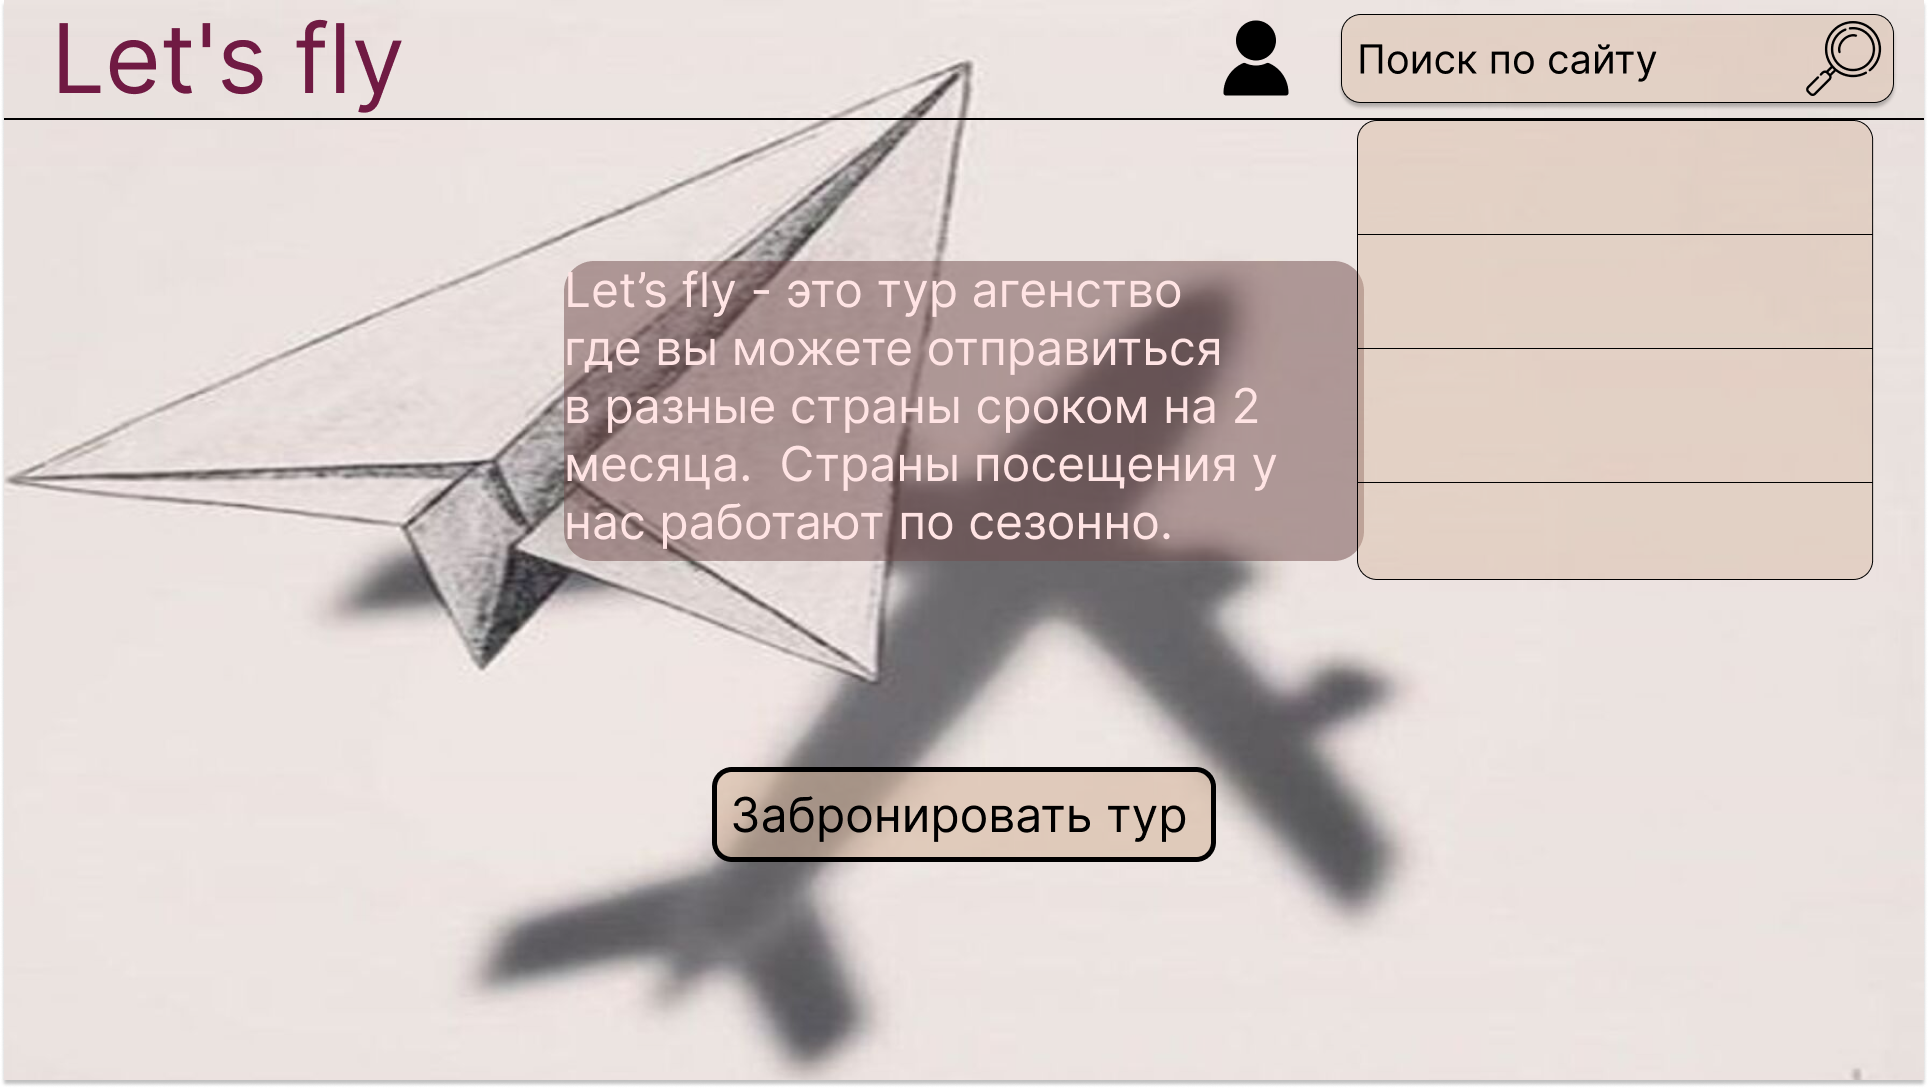 Let's fly
Поиск по сайту
Let’s fly - это тур агенство
где вы можете отправиться
в разные страны сроком на 2
месяца.  Страны посещения у
нас работают по сезонно.
Забронировать тур